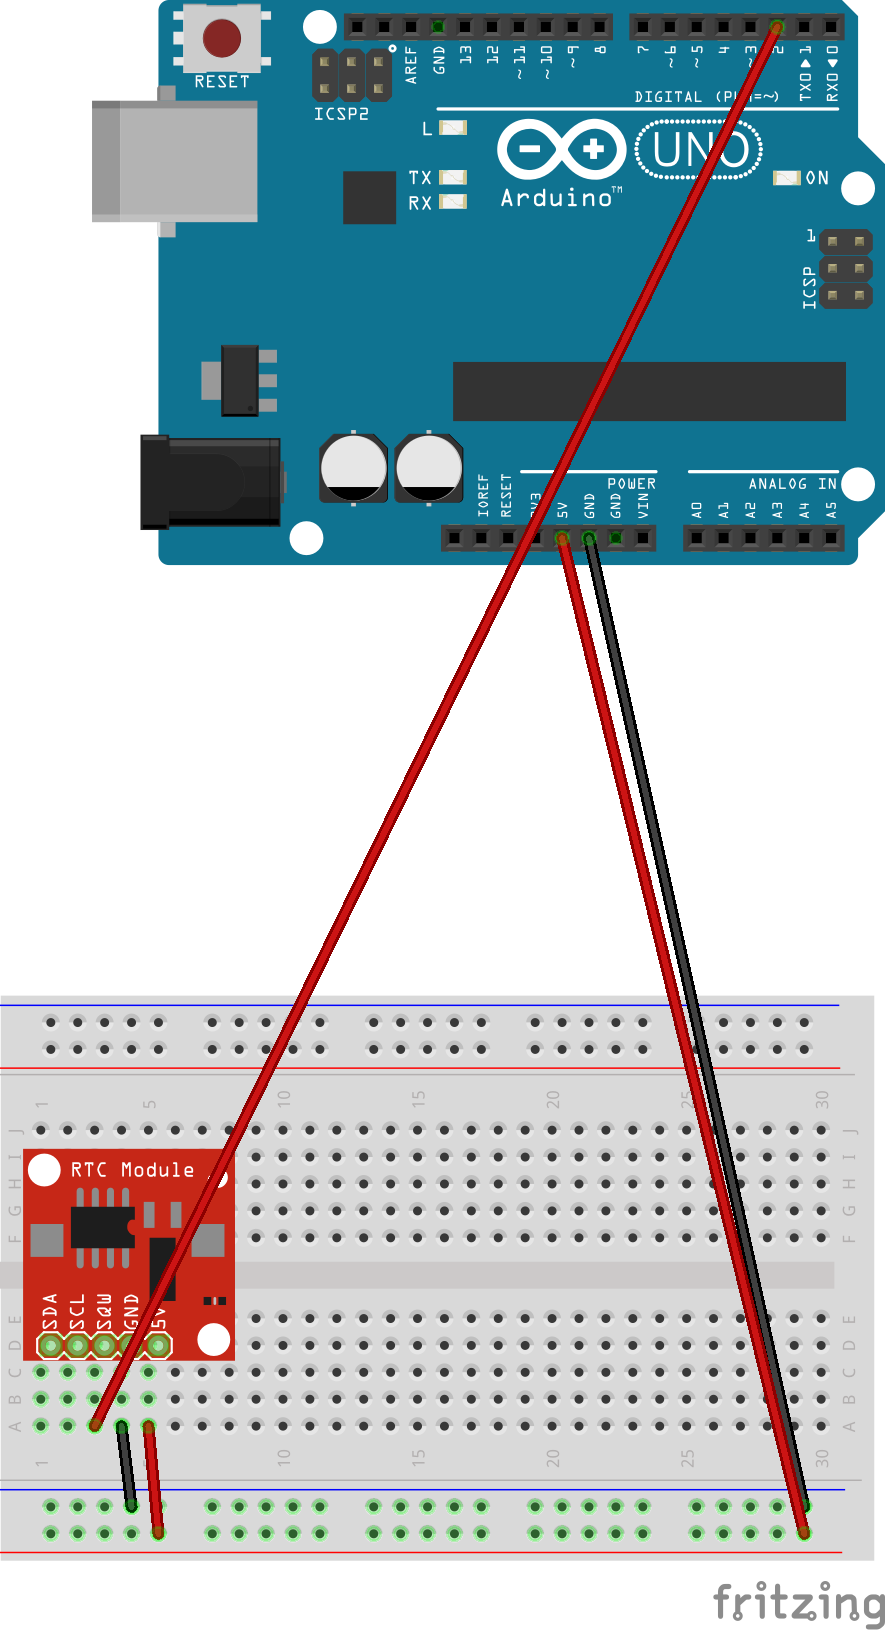 RESET
ICSP2
AREF
GND
13
12
~11
~10
~9
8
7
~6
~5
4
~3
2
TXO▶1
RXO◀0
DIGITAL (PWM=~)
L
TX
RX
UNO
Arduino™
ON
1
ICSP
IOREF
RESET
3V3
5V
GND
GND
VIN
POWER
ANALOG IN
A0
A1
A2
A3
A4
A5
1
5
10
15
20
25
30
J
I
H
G
F
J
I
H
G
F
RTC Module
SDA
SCL
SQW
GND
5V
E
D
C
B
A
E
D
C
B
A
1
10
15
20
25
30
fritzing